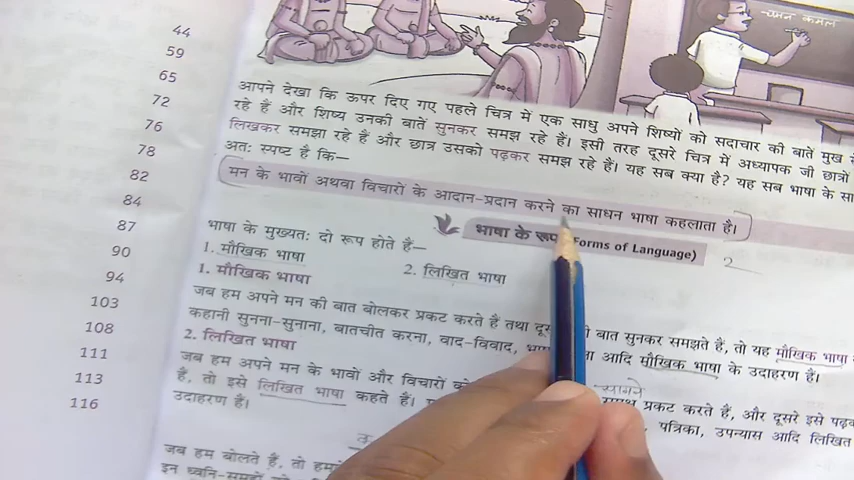 चमन कमल
44
59
65
72
76
78
82
84
87
90
94
103
108
111
113
116
आपने देखा कि ऊपर दिए गए पहले चित्र में एक साधु अपने शिष्यों को सदाचार की बातें मुख
रहे हैं और शिष्य उनकी बातें सुनकर समझ रहे हैं। इसी तरह दूसरे चित्र में अध्यापक जी छात्रों
लिखकर समझा रहे हैं और छात्र उसको पढ़कर समझ रहे हैं। यह सब क्या है? यह सब भाषा के
अतः स्पष्ट है कि—
मन के भावों अथवा विचारों के आदान-प्रदान करने का साधन भाषा कहलाता है।
भाषा के रूप Forms of Language) 2
भाषा के मुख्यतः दो रूप होते हैं—
1. मौखिक भाषा 2. लिखित भाषा
1. मौखिक भाषा
जब हम अपने मन की बात बोलकर प्रकट करते हैं तथा की बात सुनकर समझते हैं, तो यह मौखिक भाषा
कहानी सुनना-सुनाना, बातचीत करना, वाद-विवाद, आदि मौखिक भाषा के उदाहरण हैं।
2. लिखित भाषा
जब हम अपने मन के भावों और विचारों प्रकट करते हैं, और दूसरे इसे
सामने
हैं, तो इसे लिखित भाषा कहते हैं। पत्रिका, उपन्यास आदि लिखित
उदाहरण हैं।
जब हम बोलते हैं, तो
इन